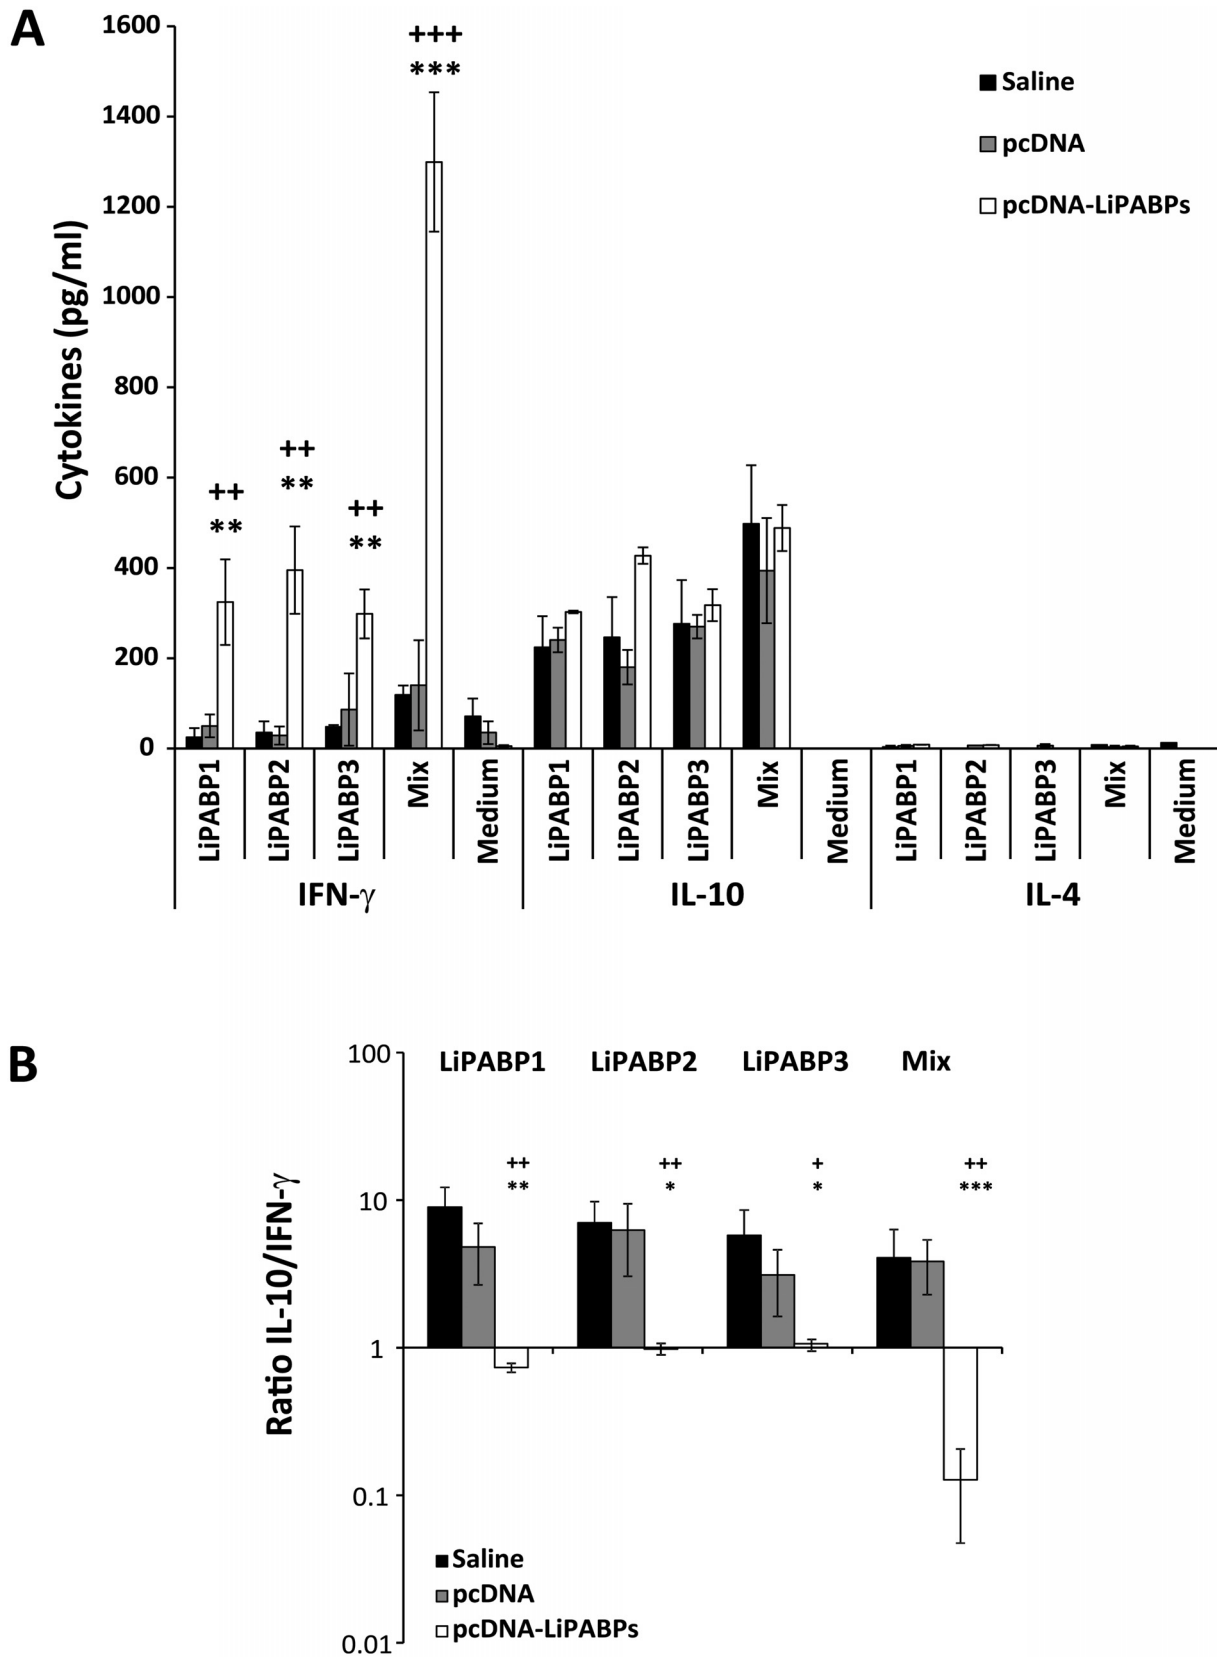 A
1600
1400
1200
1000
800
600
400
200
0
Cytokines (pg/ml)
+++
***
++
**
++
**
++
**
Saline
pcDNA
pcDNA-LiPABPs
LiPABP1
LiPABP2
LiPABP3
Mix
Medium
LiPABP1
LiPABP2
LiPABP3
Mix
Medium
LiPABP1
LiPABP2
LiPABP3
Mix
Medium
IFN-γ
IL-10
IL-4
B
100
10
1
0.1
0.01
Ratio IL-10/IFN-γ
LiPABP1
LiPABP2
LiPABP3
Mix
++
**
++
*
+
*
++
***
Saline
pcDNA
pcDNA-LiPABPs